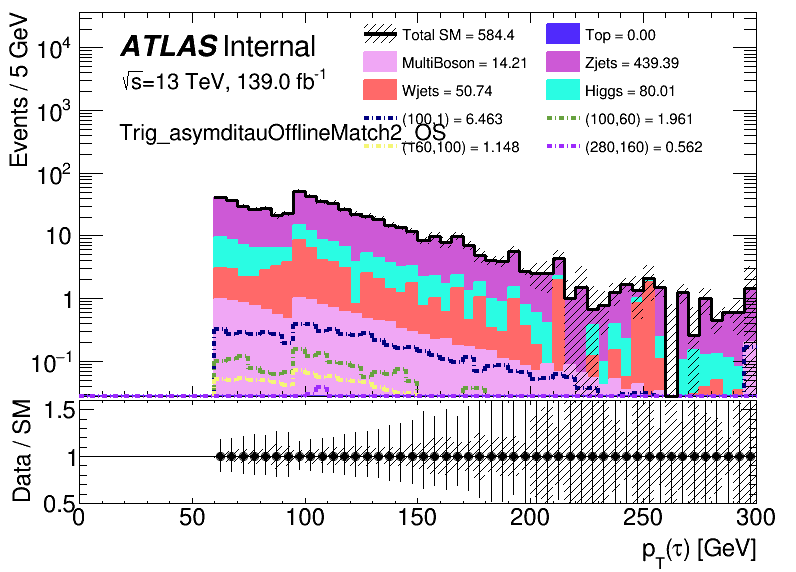 ATLAS Internal
√s=13 TeV, 139.0 fb⁻¹
Trig_asymditauOfflineMatch2_OS
Total SM = 584.4
Top = 0.00
MultiBoson = 14.21
Zjets = 439.39
Wjets = 50.74
Higgs = 80.01
(100,1) = 6.463
(100,60) = 1.961
(160,100) = 1.148
(280,160) = 0.562
Events / 5 GeV
10⁴
10³
10²
10
1
10⁻¹
Data / SM
1.5
1
0.5
0 50 100 150 200 250 300
pT(τ) [GeV]